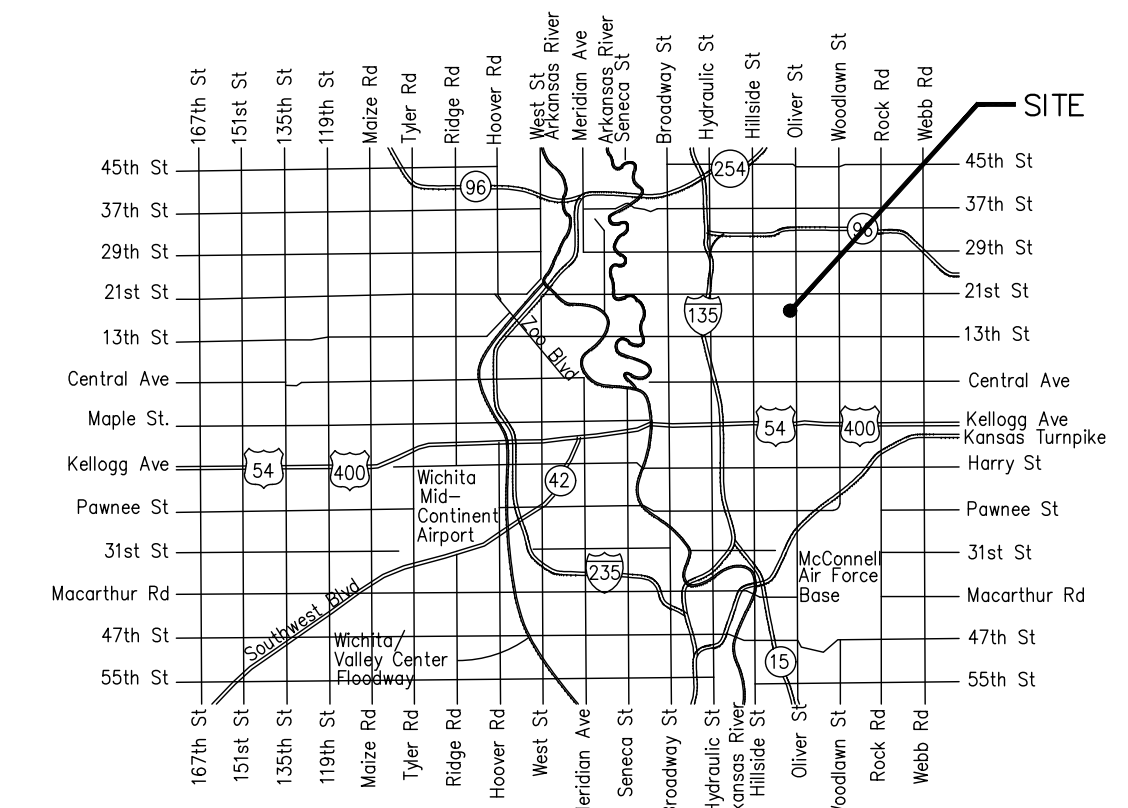 167th St
151st St
135th St
119th St
Maize Rd
Tyler Rd
Ridge Rd
Hoover Rd
West St
Arkansas River
Meridian Ave
Arkansas River
Seneca St
Broadway St
Hydraulic St
Hillside St
Oliver St
Woodlawn St
Rock Rd
Webb Rd
SITE
45th St
37th St
29th St
21st St
13th St
Central Ave
Maple St.
Kellogg Ave
Pawnee St
31st St
Macarthur Rd
47th St
55th St
96
254
96
135
Zoo Blvd
54
400
54
400
42
Wichita
Mid-
Continent
Airport
235
McConnell
Air Force
Base
Southwest Blvd
Wichita/
Valley Center
Floodway
15
45th St
37th St
29th St
21st St
13th St
Central Ave
Kellogg Ave
Kansas Turnpike
Harry St
Pawnee St
31st St
Macarthur Rd
47th St
55th St
167th St
151st St
135th St
119th St
Maize Rd
Tyler Rd
Ridge Rd
Hoover Rd
West St
eridian Ave
Seneca St
roadway St
Hydraulic St
kansas River
Hillside St
Oliver St
oodlawn St
Rock Rd
Webb Rd